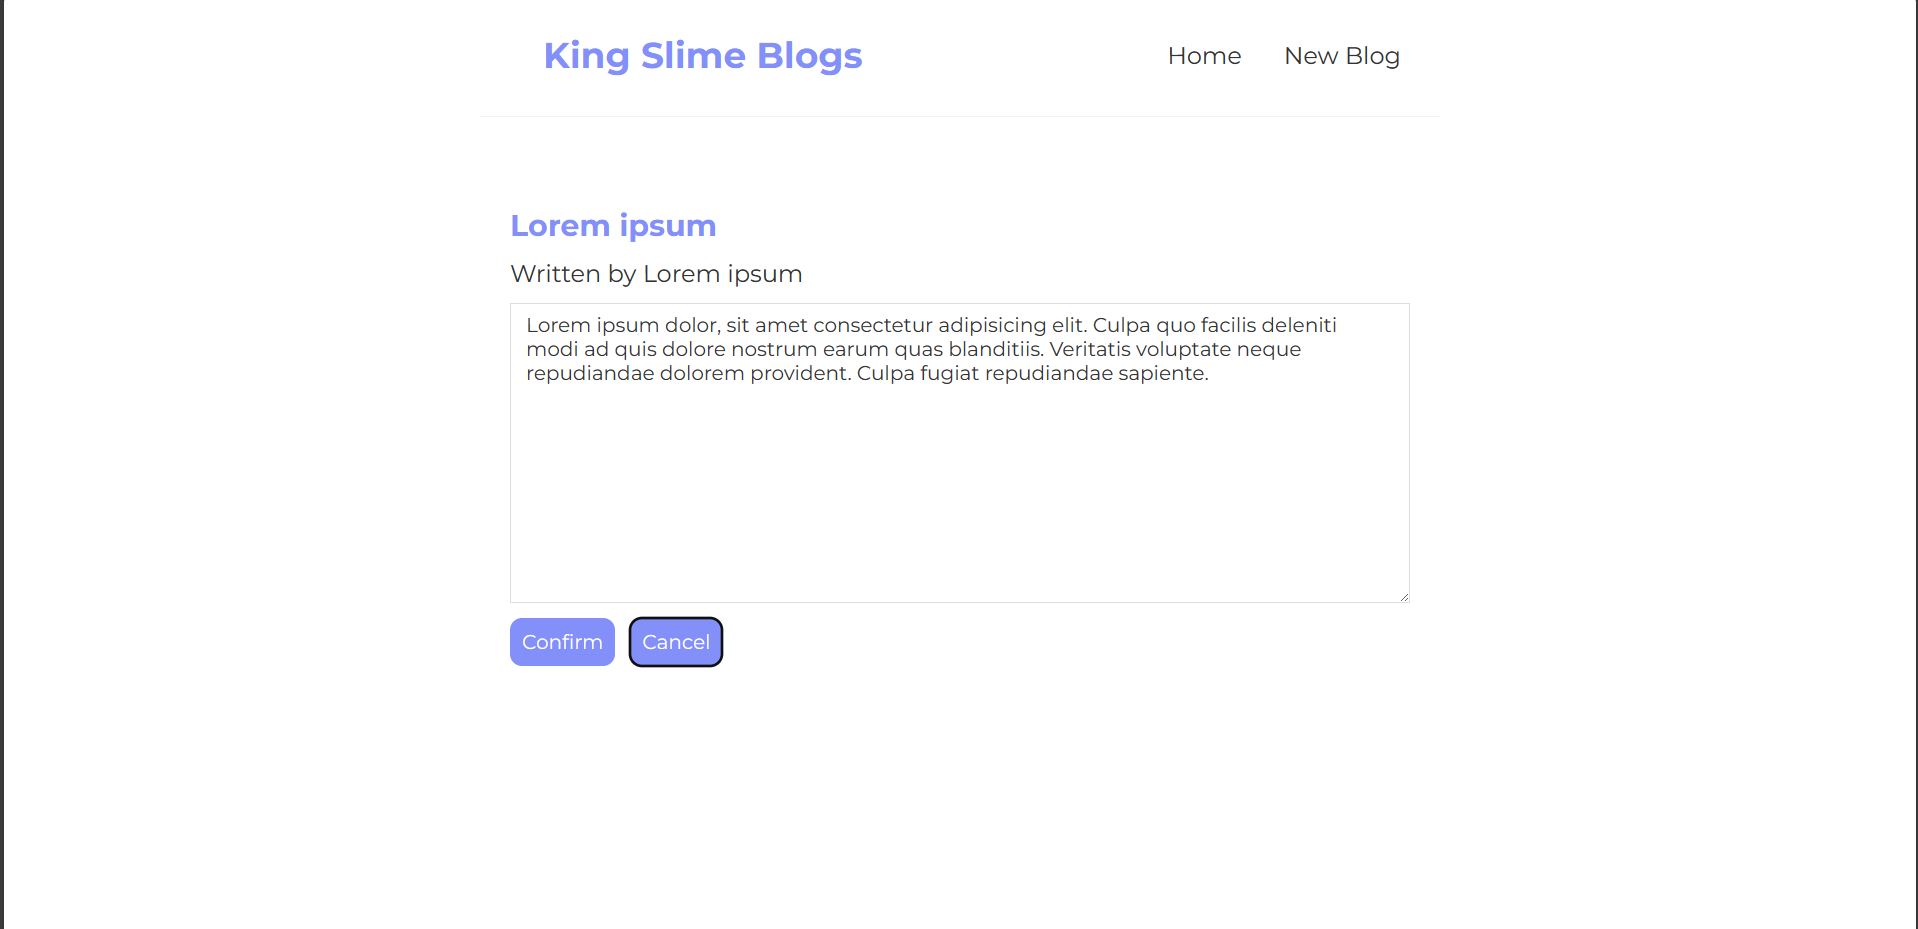 King Slime Blogs
Home
New Blog
Lorem ipsum
Written by Lorem ipsum
Lorem ipsum dolor, sit amet consectetur adipisicing elit. Culpa quo facilis deleniti
modi ad quis dolore nostrum earum quas blanditiis. Veritatis voluptate neque
repudiandae dolorem provident. Culpa fugiat repudiandae sapiente.
Confirm
Cancel